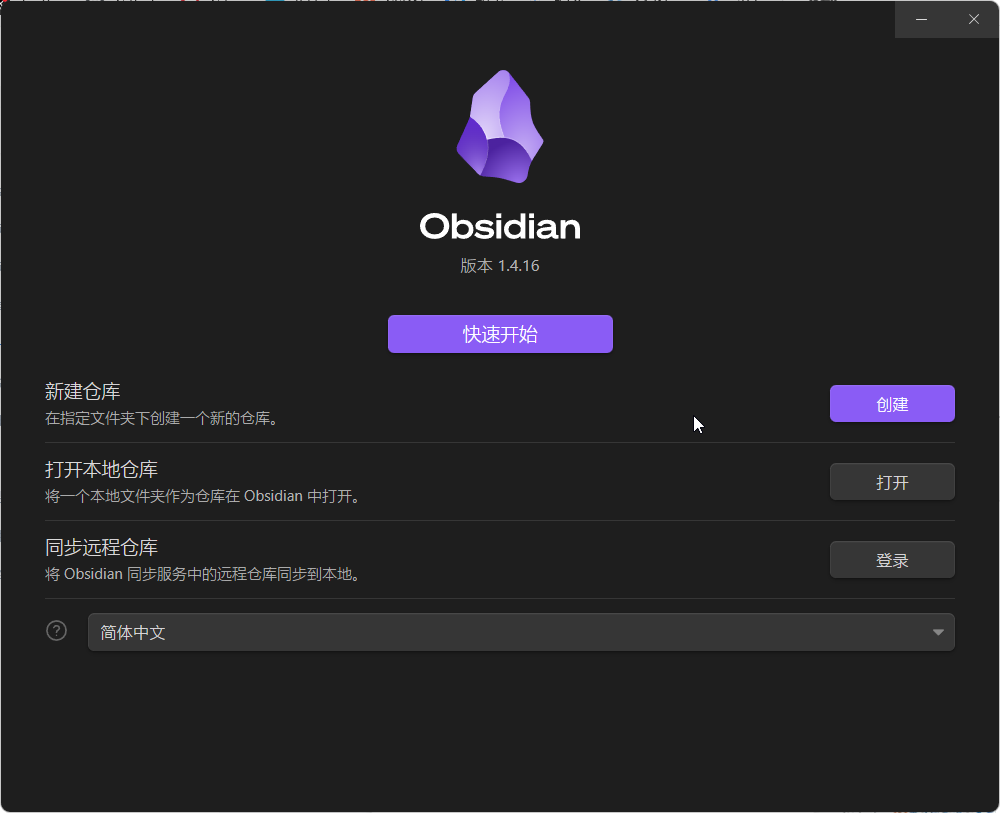 Obsidian
版本 1.4.16
快速开始
新建仓库
在指定文件夹下创建一个新的仓库。
创建
打开本地仓库
将一个本地文件夹作为仓库在 Obsidian 中打开。
打开
同步远程仓库
将 Obsidian 同步服务中的远程仓库同步到本地。
登录
?
简体中文